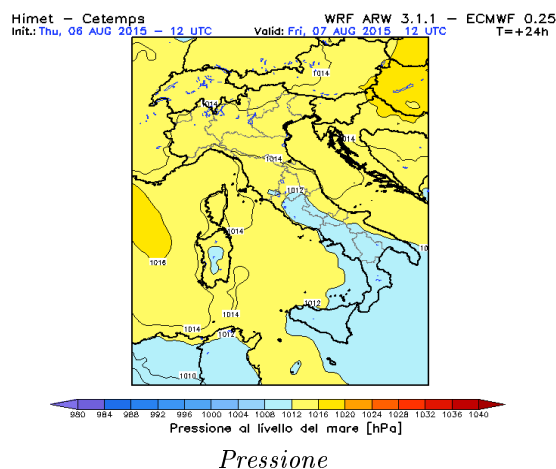 Himet – Cetemps WRF ARW 3.1.1 – ECMWF 0.25
Init.: Thu, 06 AUG 2015 – 12 UTC Valid: Fri, 07 AUG 2015 12 UTC T=+24h
1014
1014
1014
1014
1012
1014
10
1016
1012
1014
1014
1012
1010
980 984 988 992 996 1000 1004 1008 1012 1016 1020 1024 1028 1032 1036 1040
Pressione al livello del mare [hPa]
Pressione